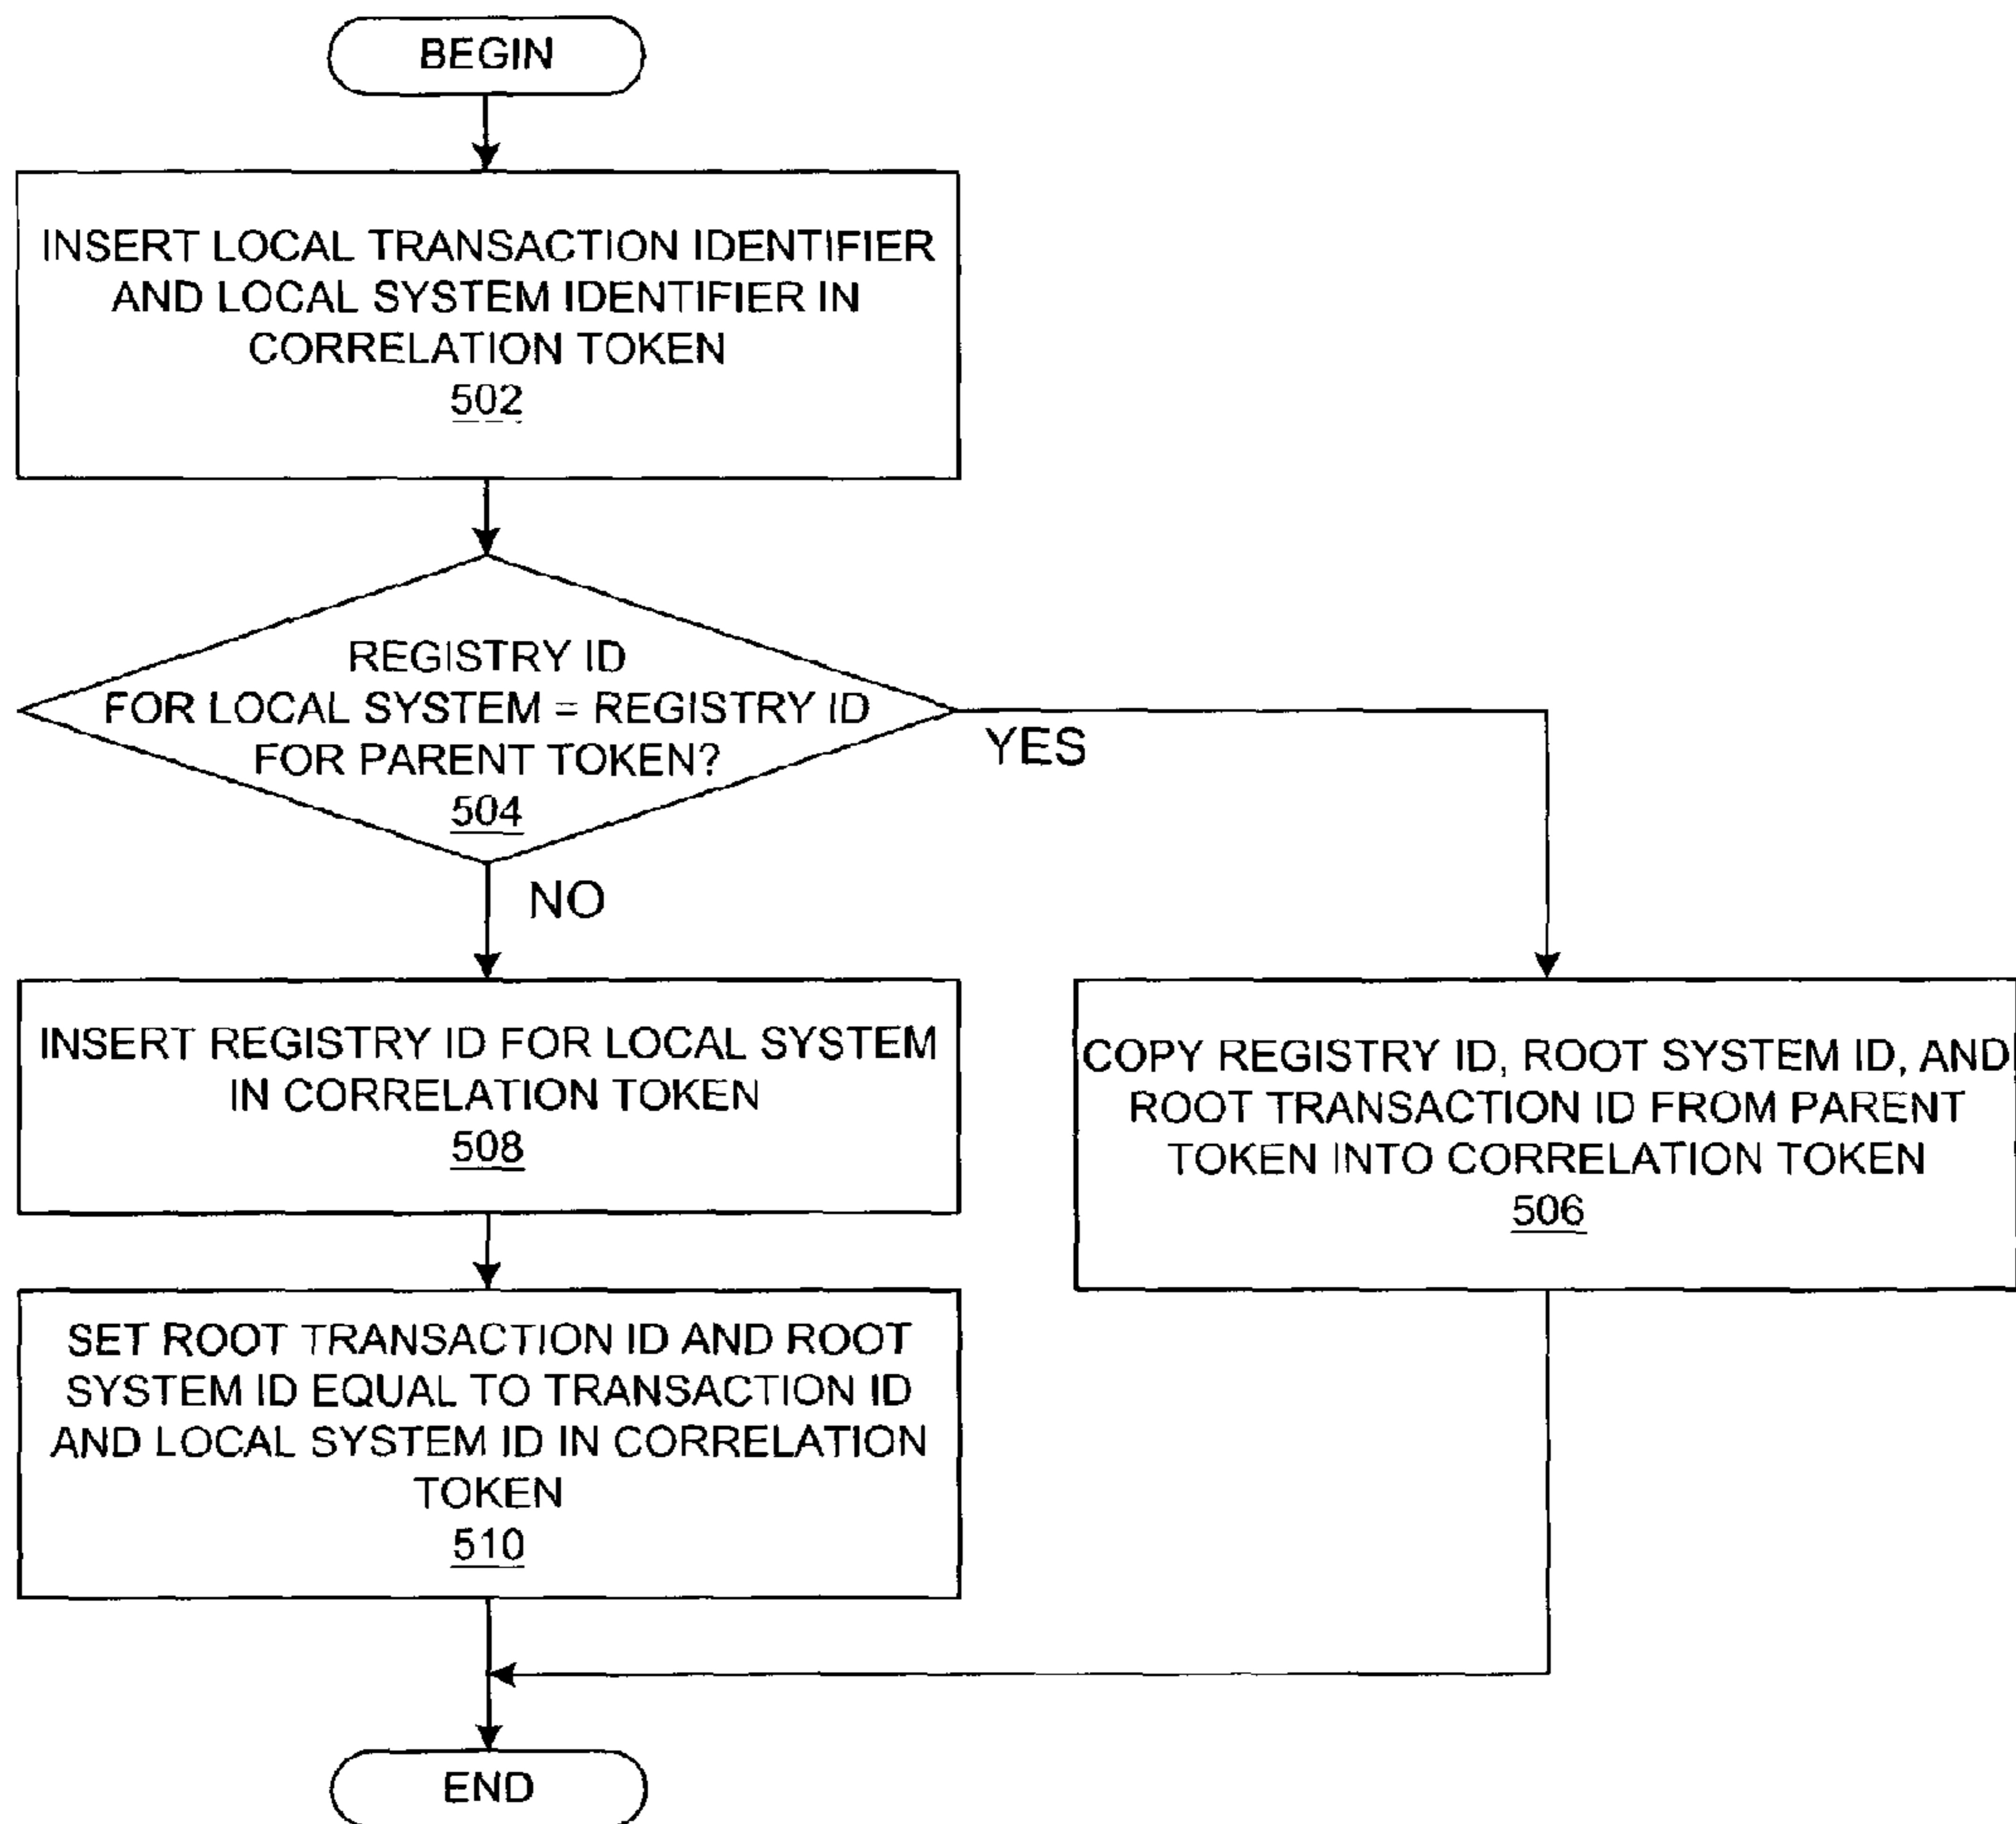 BEGIN
INSERT LOCAL TRANSACTION IDENTIFIER
AND LOCAL SYSTEM IDENTIFIER IN
CORRELATION TOKEN
502
REGISTRY ID
FOR LOCAL SYSTEM = REGISTRY ID
FOR PARENT TOKEN?
504
YES
NO
INSERT REGISTRY ID FOR LOCAL SYSTEM
IN CORRELATION TOKEN
508
COPY REGISTRY ID, ROOT SYSTEM ID, AND
ROOT TRANSACTION ID FROM PARENT
TOKEN INTO CORRELATION TOKEN
506
SET ROOT TRANSACTION ID AND ROOT
SYSTEM ID EQUAL TO TRANSACTION ID
AND LOCAL SYSTEM ID IN CORRELATION
TOKEN
510
END